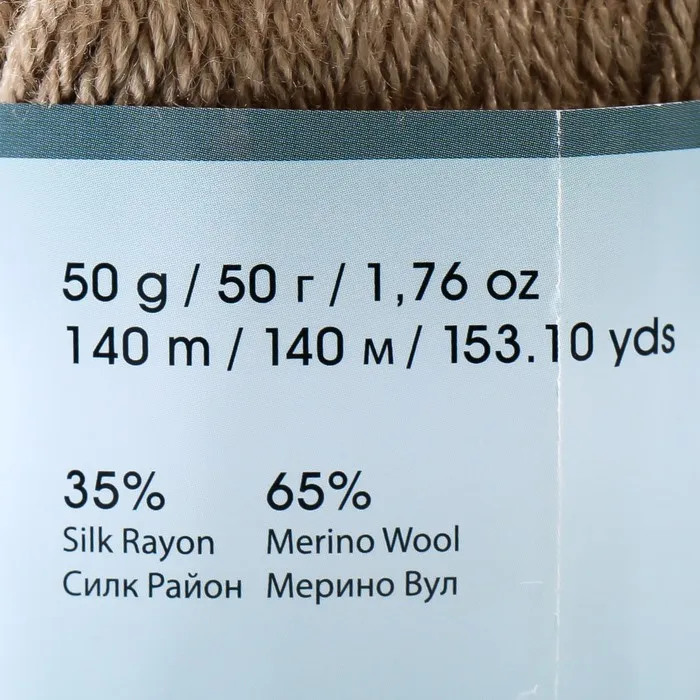 50 g / 50 г / 1,76 oz
140 m / 140 м / 153.10 yds
35% 65%
Silk Rayon Merino Wool
Силк Район Мерино Вул